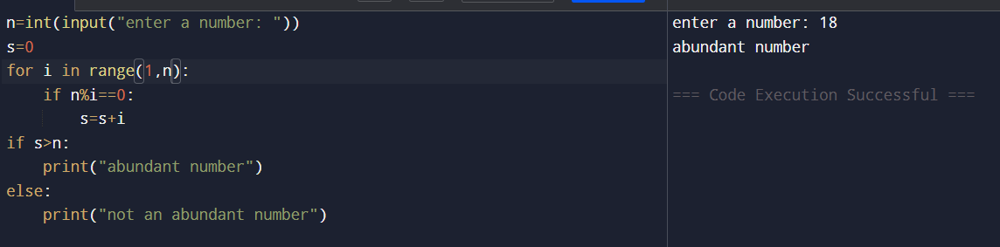 n=int(input("enter a number: "))
s=0
for i in range(1,n):
    if n%i==0:
        s=s+i
if s>n:
    print("abundant number")
else:
    print("not an abundant number")
enter a number: 18
abundant number
=== Code Execution Successful ===